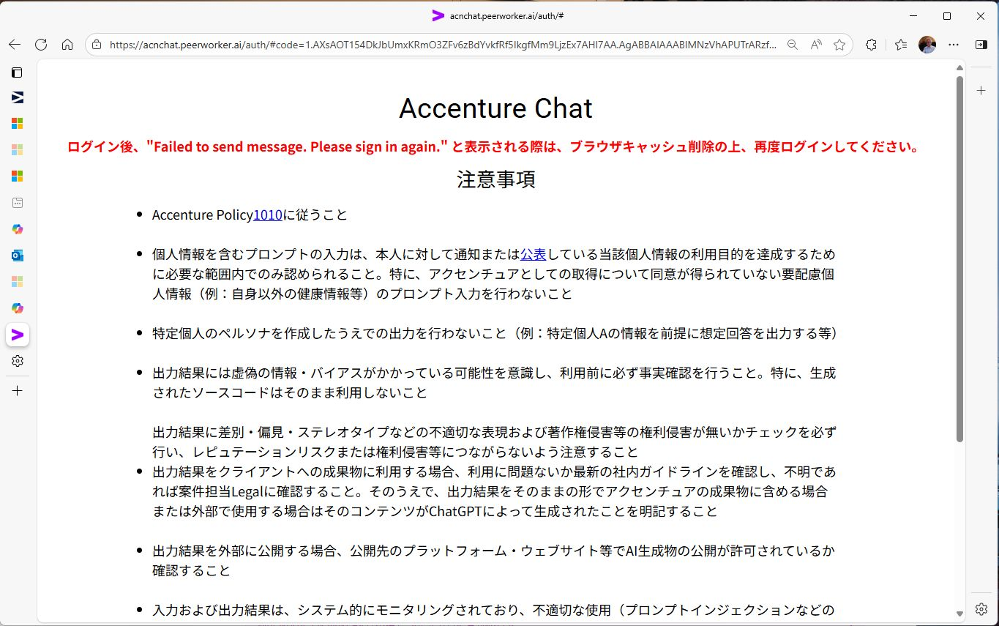 acnchat.peerworker.ai/auth/#
https://acnchat.peerworker.ai/auth/#code=1.AXsAOT154DkJbUmxKRmO3ZFv6zBdYvkfRf5IkgfMm9LjzEx7AHI7AA.AgABBAIAAABIMNzVhAPUTrARzf...
Accenture Chat
ログイン後、"Failed to send message. Please sign in again." と表示される際は、ブラウザキャッシュ削除の上、再度ログインしてください。
注意事項
Accenture Policy1010に従うこと
個人情報を含むプロンプトの入力は、本人に対して通知または公表している当該個人情報の利用目的を達成するため
に必要な範囲内でのみ認められること。特に、アクセンチュアとしての取得について同意が得られていない要配慮個
人情報（例：自身以外の健康情報等）のプロンプト入力を行わないこと
特定個人のペルソナを作成したうえでの出力を行わないこと（例：特定個人Aの情報を前提に想定回答を出力する等）
出力結果には虚偽の情報・バイアスがかかっている可能性を意識し、利用前に必ず事実確認を行うこと。特に、生成
されたソースコードはそのまま利用しないこと
出力結果に差別・偏見・ステレオタイプなどの不適切な表現および著作権侵害等の権利侵害が無いかチェックを必ず
行い、レピュテーションリスクまたは権利侵害等につながらないよう注意すること
出力結果をクライアントへの成果物に利用する場合、利用に問題ないか最新の社内ガイドラインを確認し、不明であ
れば案件担当Legalに確認すること。そのうえで、出力結果をそのままの形でアクセンチュアの成果物に含める場合
または外部で使用する場合はそのコンテンツがChatGPTによって生成されたことを明記すること
出力結果を外部に公開する場合、公開先のプラットフォーム・ウェブサイト等でAI生成物の公開が許可されているか
確認すること
入力および出力結果は、システム的にモニタリングされており、不適切な使用（プロンプトインジェクションなどの